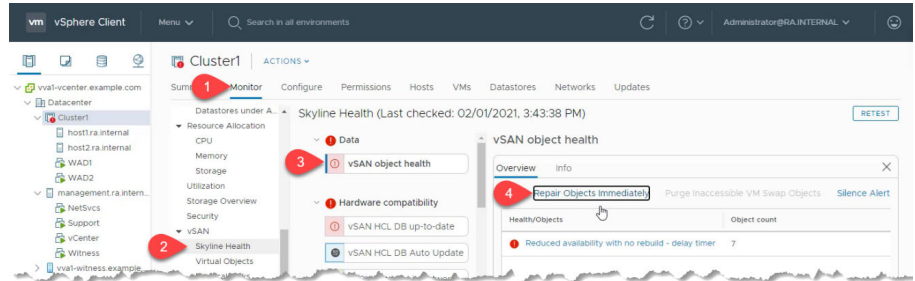 vm vSphere Client Menu Search in all environments Administrator@RA.INTERNAL
Cluster1 ACTIONS
1 Monitor Configure Permissions Hosts VMs Datastores Networks Updates
vva1-vcenter.example.com
Datacenter
Cluster1
host1.ra.internal
host2.ra.internal
WAD1
WAD2
management.ra.intern...
NetSvcs
Support
vCenter
Witness
vva1-witness.example...
Datastores under A...
Resource Allocation
CPU
Memory
Storage
Utilization
Storage Overview
Security
vSAN
2 Skyline Health
Virtual Objects
Skyline Health (Last checked: 02/01/2021, 3:43:38 PM) RETEST
Data
3 vSAN object health
Hardware compatibility
vSAN HCL DB up-to-date
vSAN HCL DB Auto Update
vSAN object health
Overview Info
4 Repair Objects Immediately Purge Inaccessible VM Swap Objects Silence Alert
Health/Objects Object count
Reduced availability with no rebuild - delay timer 7